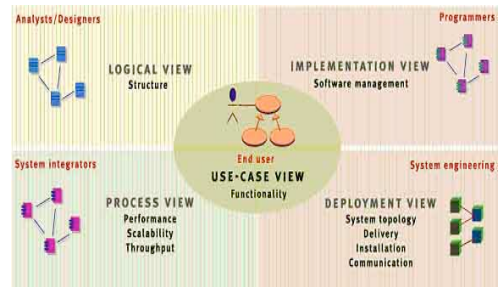 Analysts/Designers
LOGICAL VIEW
Structure
Programmers
IMPLEMENTATION VIEW
Software management
End user
USE-CASE VIEW
Functionality
System integrators
PROCESS VIEW
Performance
Scalability
Throughput
System engineering
DEPLOYMENT VIEW
System topology
Delivery
Installation
Communication